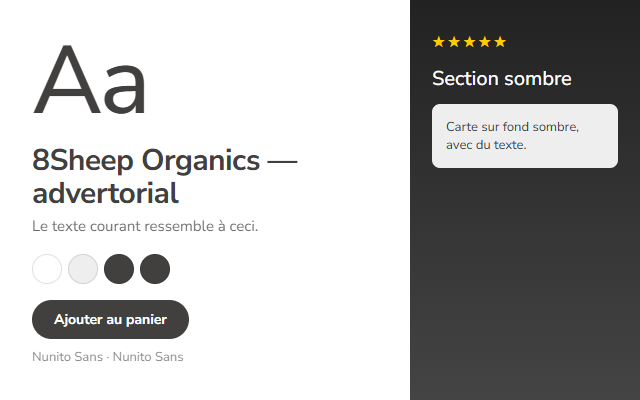 Aa
8Sheep Organics —
advertorial
Le texte courant ressemble à ceci.
Ajouter au panier
Nunito Sans · Nunito Sans
★★★★★
Section sombre
Carte sur fond sombre,
avec du texte.